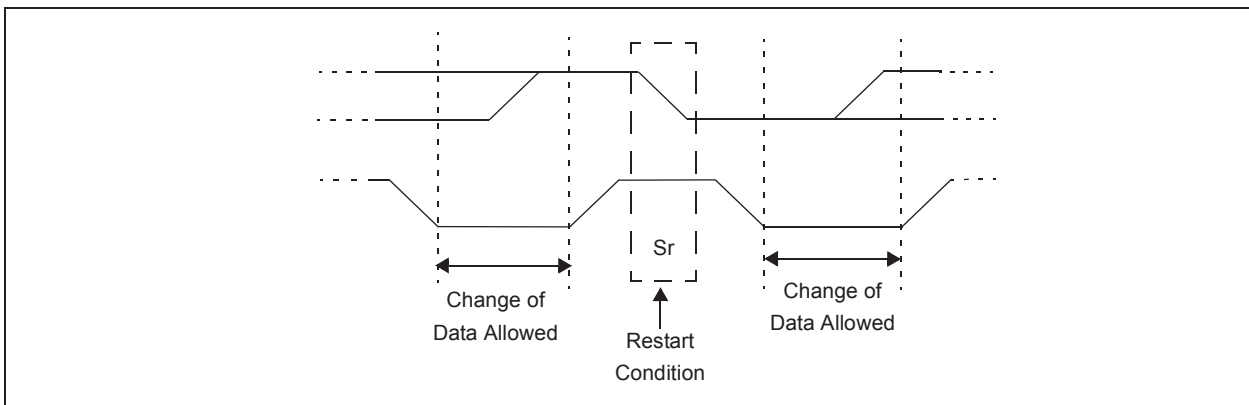 Sr
Change of
Data Allowed
Restart
Condition
Change of
Data Allowed